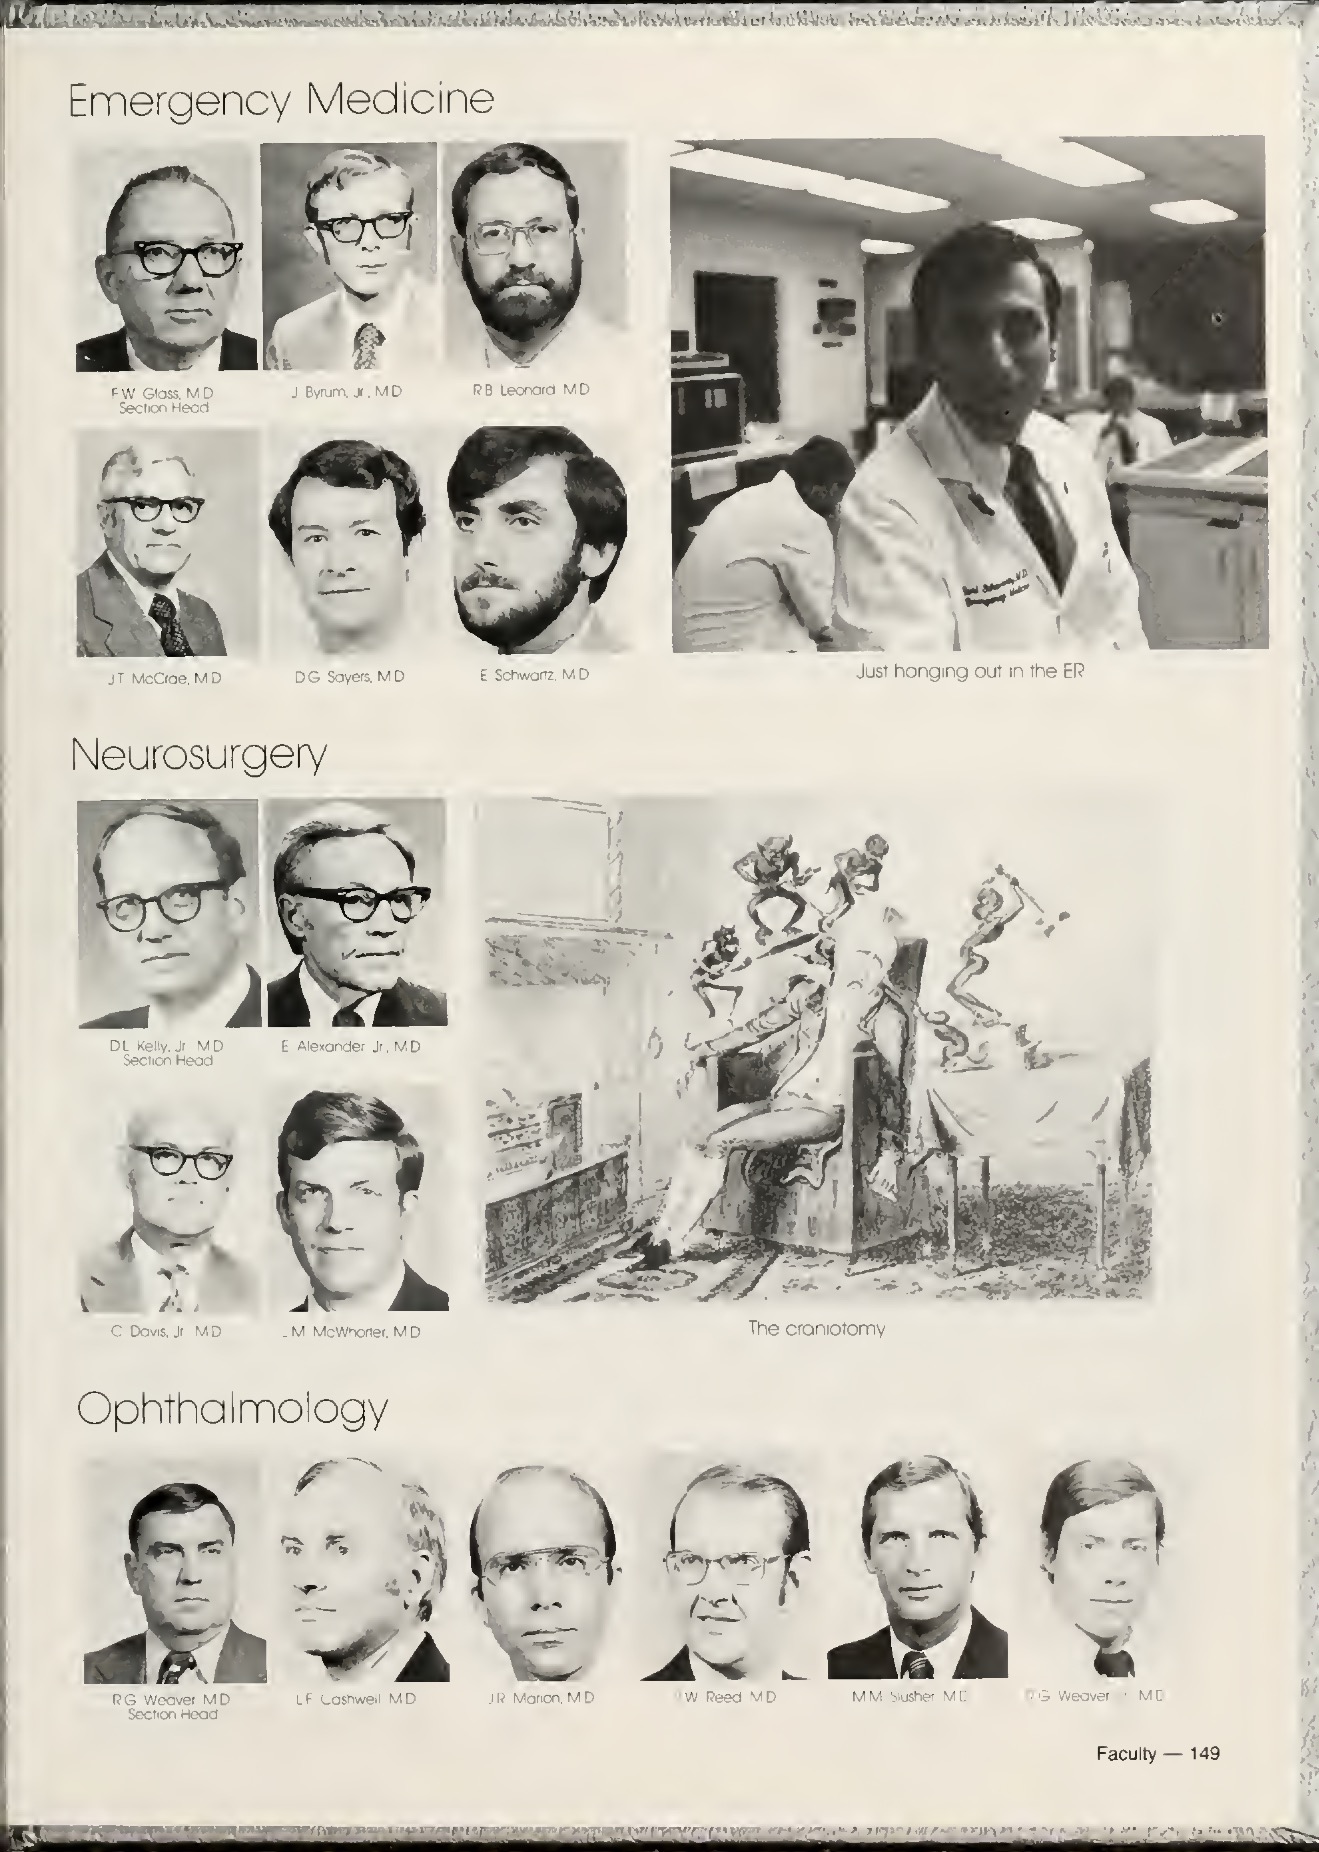 Emergency Medicine
F.W. Glass, M D
Section Head
J Byrum, Jr., M D
R B Leonard M D
J T McCrae, M D
D G Sayers, M D
E Schwartz, M D
Emergency Medicine
Just hanging out in the ER
Neurosurgery
D L Kelly, Jr M D
Section Head
E Alexander Jr., M D
C Davis, Jr M D
M McWhorter, M D
The craniotomy
Ophthalmology
R G Weaver M D
Section Head
L F Cashwell M D
J R Marion, M D
W Reed M D
M M Slusher M D
G Weaver M D
Faculty — 149